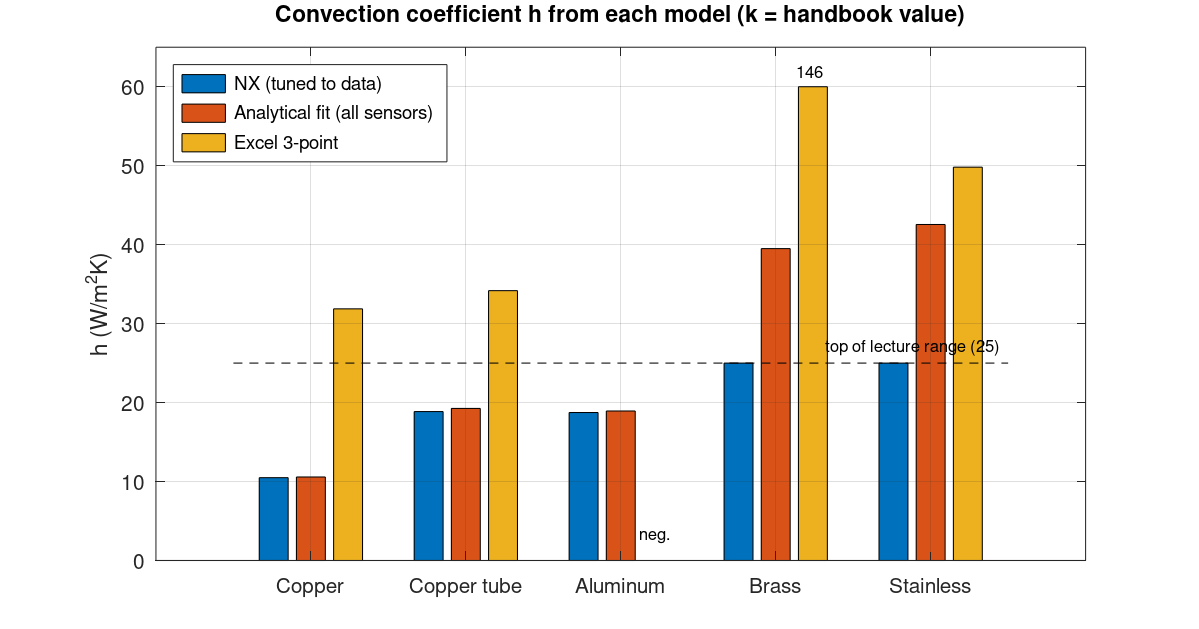 Convection coefficient h from each model (k = handbook value)
NX (tuned to data)
Analytical fit (all sensors)
Excel 3-point
146
60
50
40
30
20
10
0
h (W/m²K)
top of lecture range (25)
neg.
Copper
Copper tube
Aluminum
Brass
Stainless